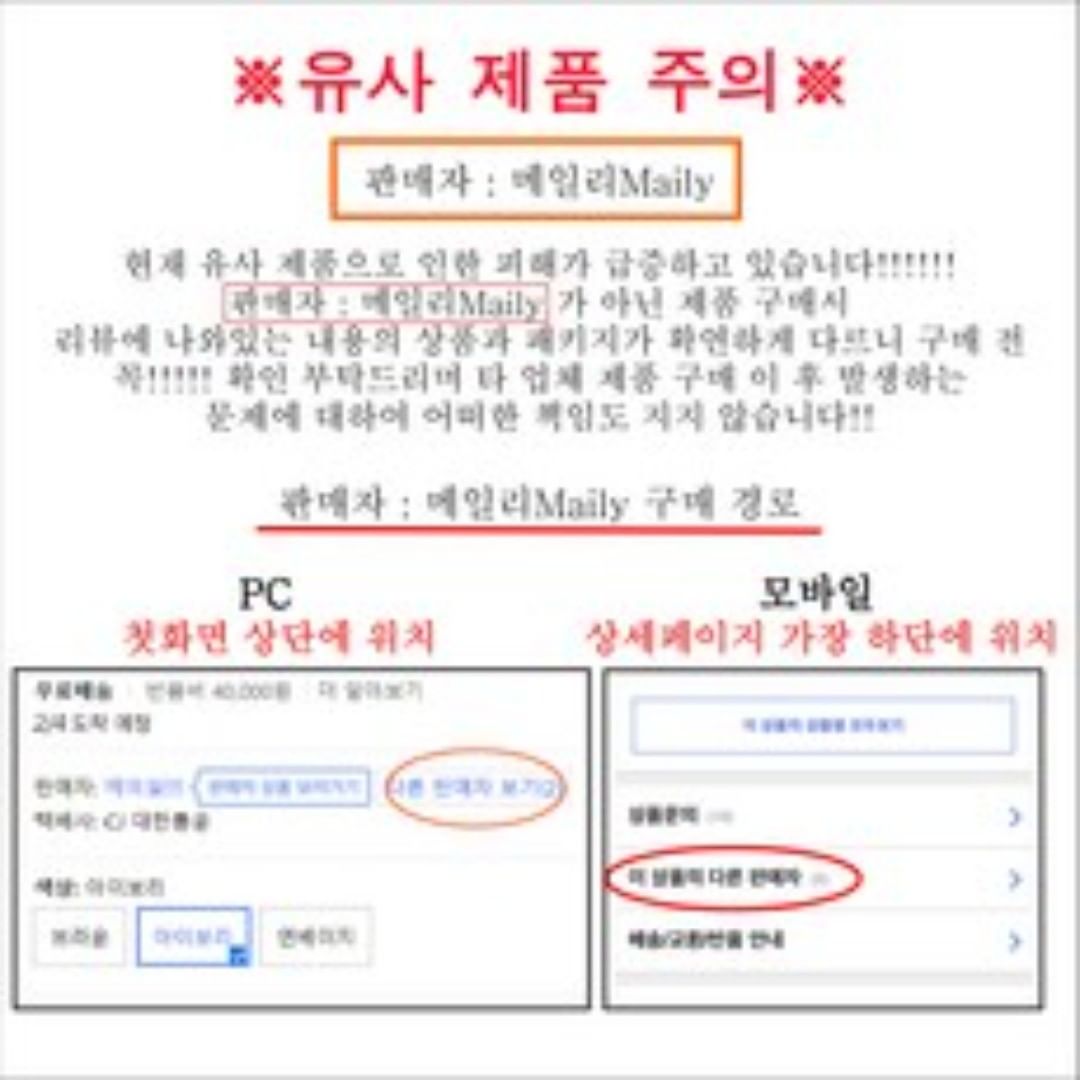 ※유사 제품 주의※
판매자 : 메일리Maily
현재 유사 제품으로 인한 피해가 급증하고 있습니다!!!!!!
판매자 : 메일리Maily 가 아닌 제품 구매시
리뷰에 나와있는 내용의 상품과 패키지가 확연하게 다르니 구매 전
꼭!!!!! 확인 부탁드리며 타 업체 제품 구매 이 후 발생하는
문제에 대하여 어떠한 책임도 지지 않습니다!!
판매자 : 메일리Maily 구매 경로
PC
첫화면 상단에 위치
무료배송 반품비 40,000원 더 알아보기
도착 예정
판매자: 판매자 상품 보러가기 다른 판매자 보기(2)
택배사: CJ 대한통운
색상: 아이보리
브라운 아이보리 연베이지
모바일
상세페이지 가장 하단에 위치
상품문의
이 상품의 다른 판매자
배송/교환/반품 안내